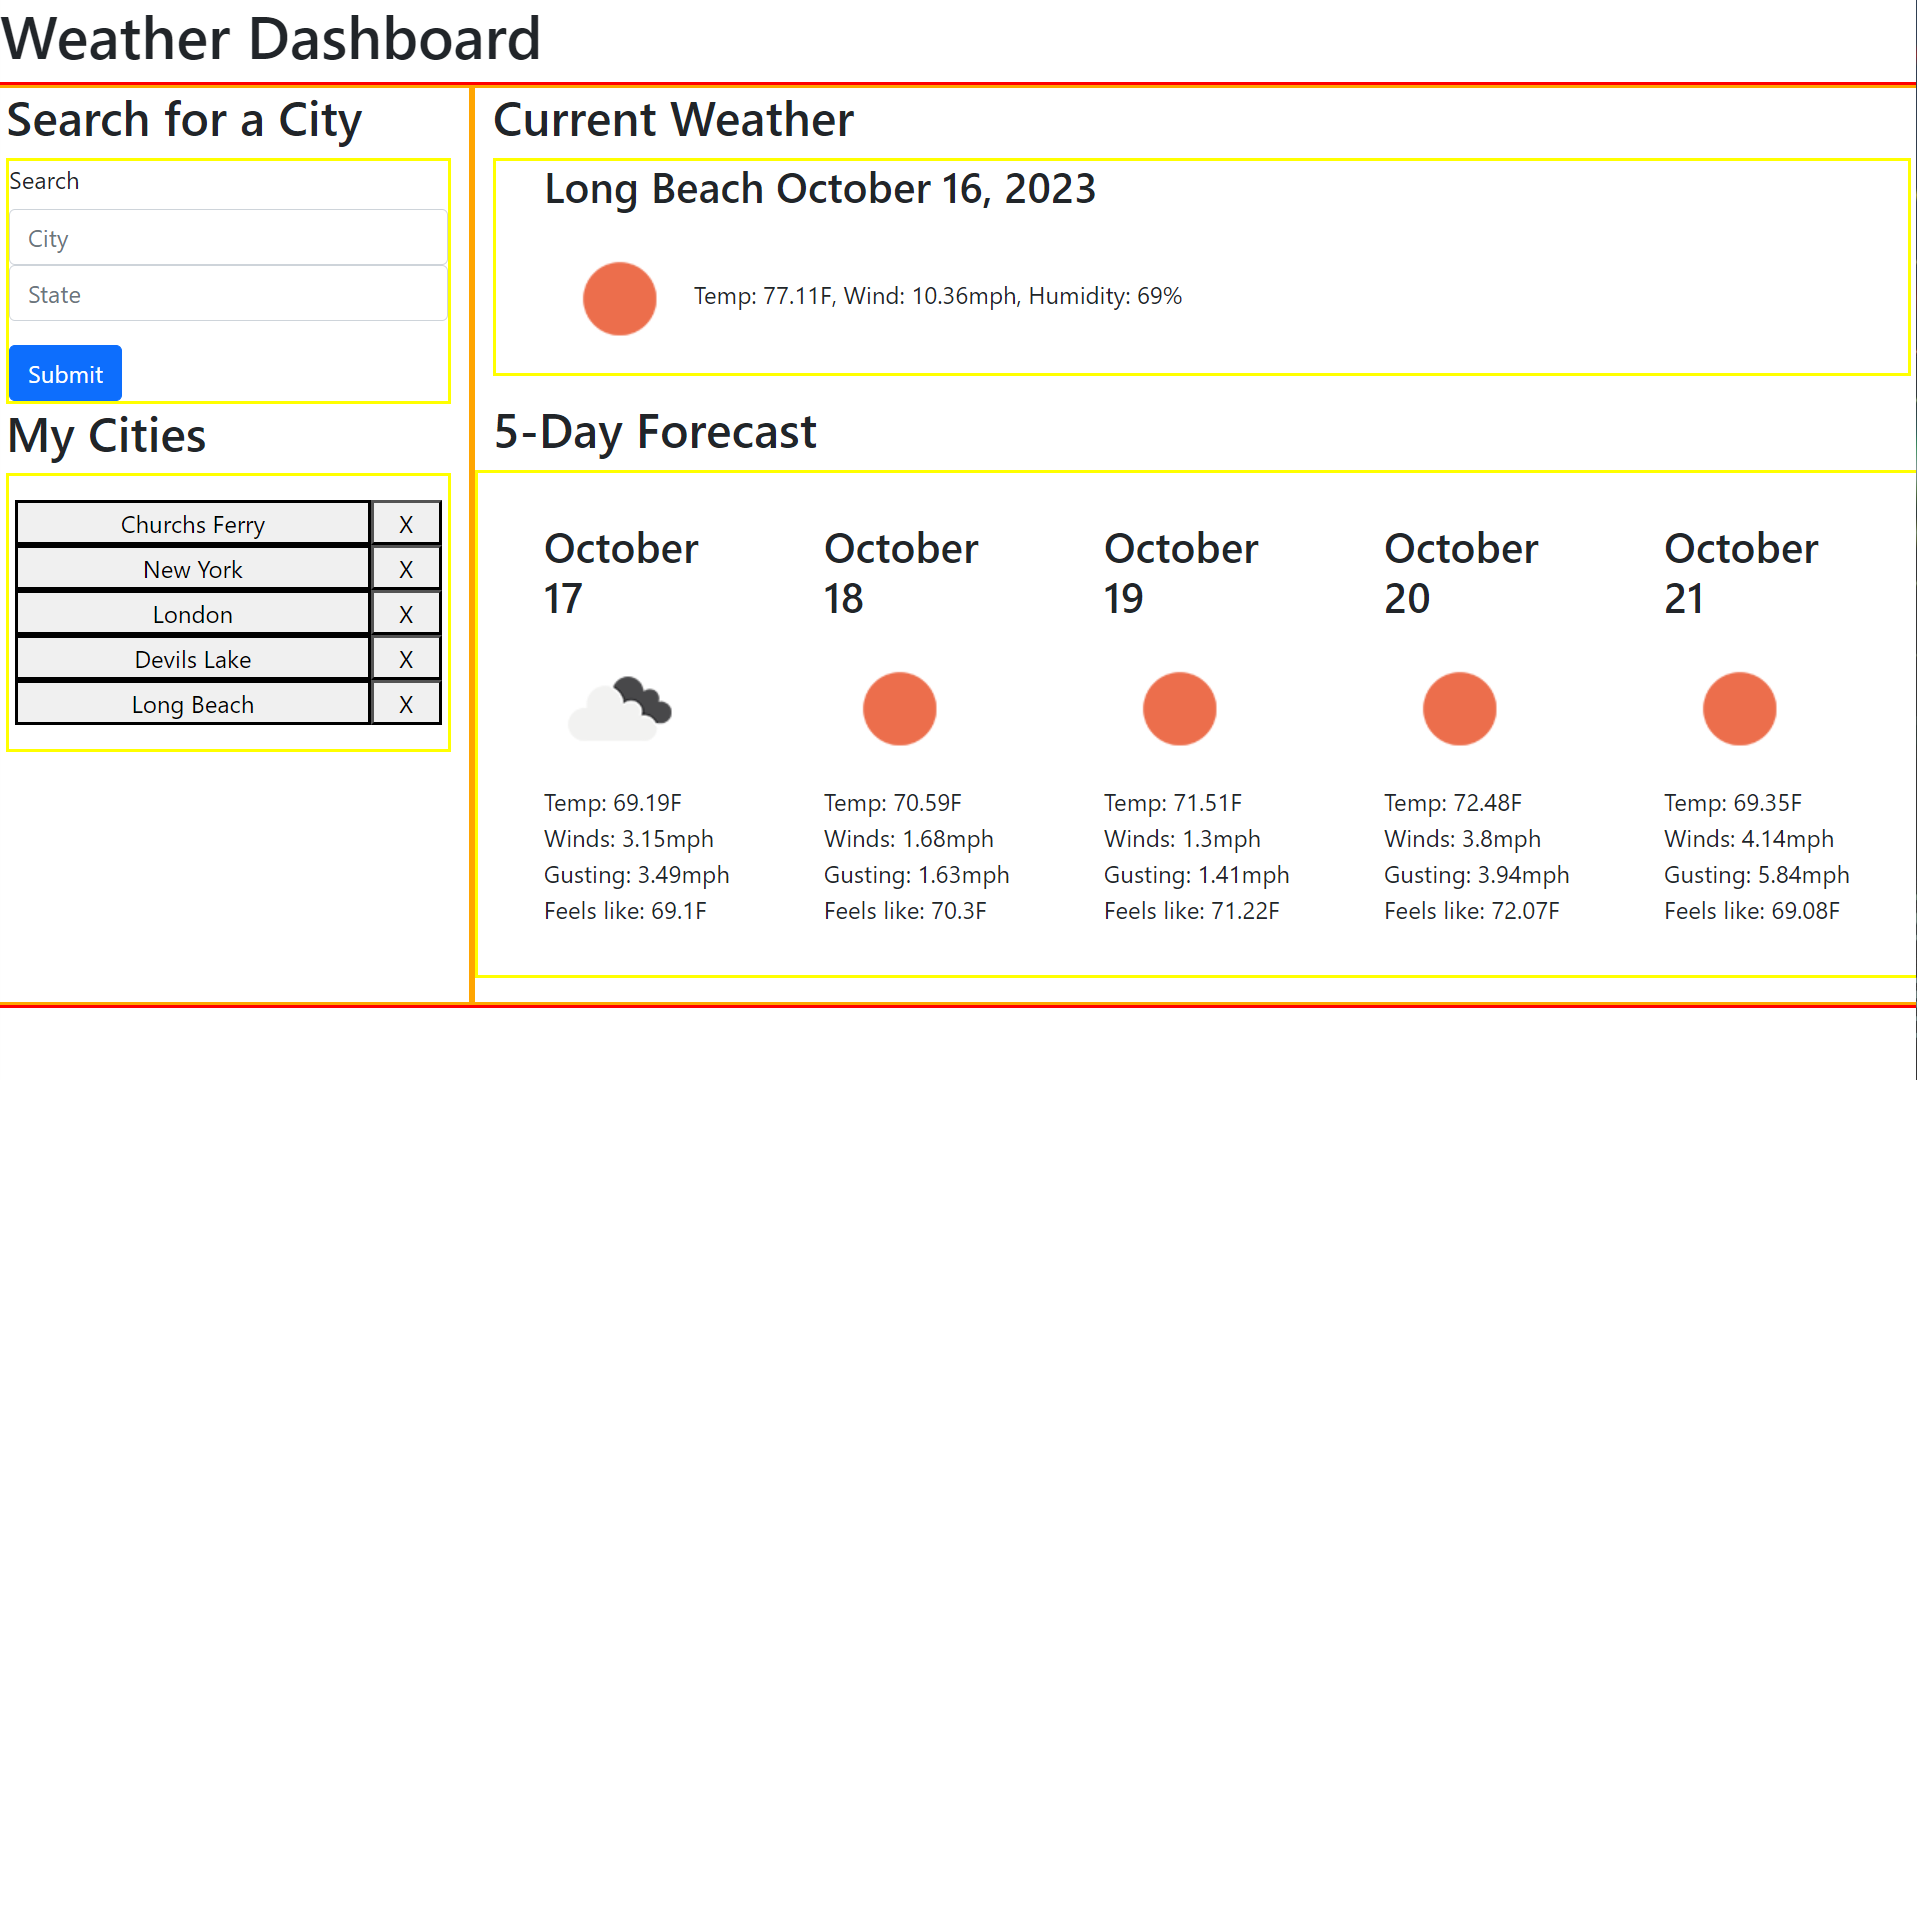 Weather Dashboard
Search for a City
Search
City
State
Submit
My Cities
Churchs Ferry X
New York X
London X
Devils Lake X
Long Beach X
Current Weather
Long Beach October 16, 2023
Temp: 77.11F, Wind: 10.36mph, Humidity: 69%
5-Day Forecast
October
17
Temp: 69.19F
Winds: 3.15mph
Gusting: 3.49mph
Feels like: 69.1F
October
18
Temp: 70.59F
Winds: 1.68mph
Gusting: 1.63mph
Feels like: 70.3F
October
19
Temp: 71.51F
Winds: 1.3mph
Gusting: 1.41mph
Feels like: 71.22F
October
20
Temp: 72.48F
Winds: 3.8mph
Gusting: 3.94mph
Feels like: 72.07F
October
21
Temp: 69.35F
Winds: 4.14mph
Gusting: 5.84mph
Feels like: 69.08F